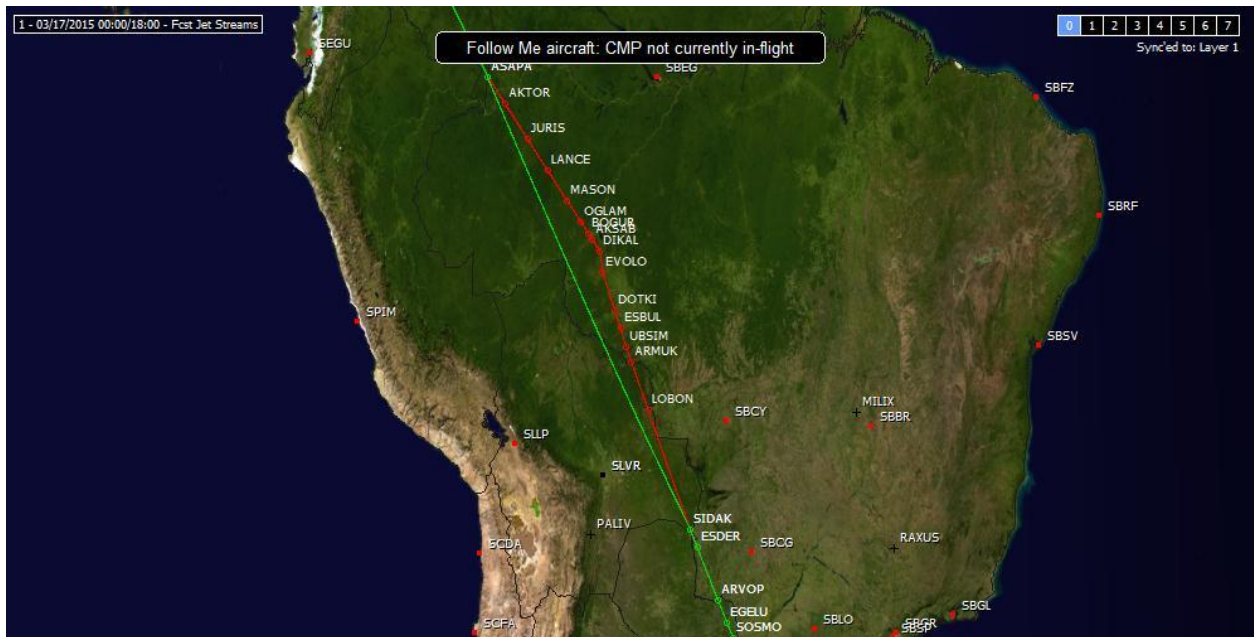 1 - 03/17/2015 00:00/18:00 - Fcst Jet Streams
0 1 2 3 4 5 6 7
Sync'ed to: Layer 1
Follow Me aircraft: CMP not currently in-flight
SEGU
ASAPA
SBEG
SBFZ
AKTOR
JURIS
LANCE
MASON
OGLAM
SBRF
BOGUR
AKSAB
DIKAL
EVOLO
DOTKI
SPIM
ESBUL
UBSIM
SBSV
ARMUK
LOBON
MILIX
SBCY
SBBR
SLLP
SLVR
SIDAK
PALIV
ESDER
RAXUS
SCDA
SBCG
ARVOP
EGELU
SBGL
SOSMO
SBLO
SBGR
SBSP
SCFA